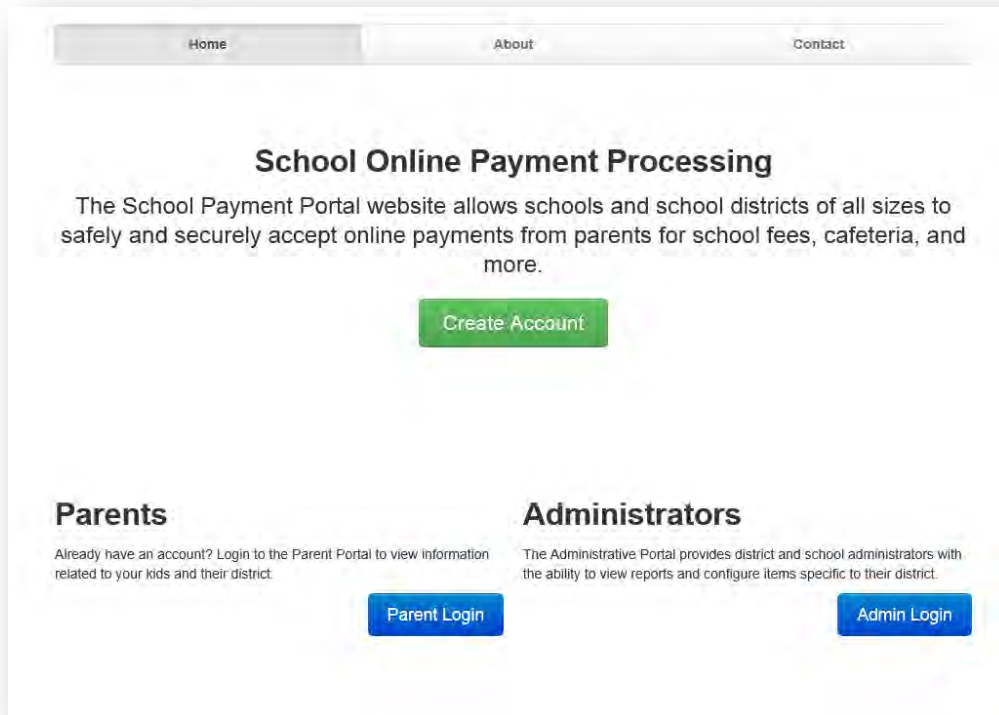 Home About Contact
School Online Payment Processing
The School Payment Portal website allows schools and school districts of all sizes to
safely and securely accept online payments from parents for school fees, cafeteria, and
more.
Create Account
Parents
Already have an account? Login to the Parent Portal to view information
related to your kids and their district.
Parent Login
Administrators
The Administrative Portal provides district and school administrators with
the ability to view reports and configure items specific to their district.
Admin Login